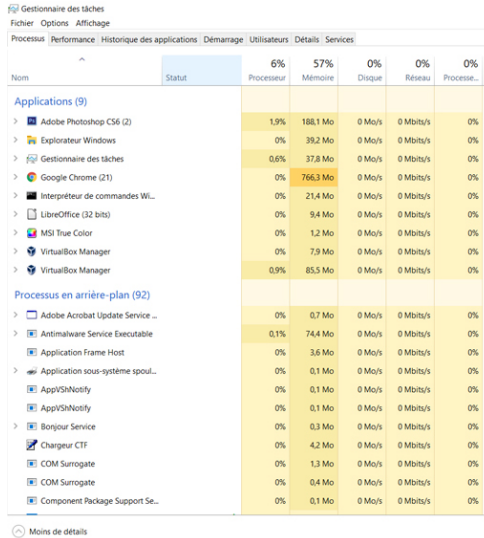 Gestionnaire des tâches
Fichier Options Affichage
Processus Performance Historique des applications Démarrage Utilisateurs Détails Services
6% 57% 0% 0% 0%
Nom Statut Processeur Mémoire Disque Réseau Processe...
Applications (9)
Adobe Photoshop CS6 (2) 1,9% 188,1 Mo 0 Mo/s 0 Mbits/s 0%
Explorateur Windows 0% 39,2 Mo 0 Mo/s 0 Mbits/s 0%
Gestionnaire des tâches 0,6% 37,8 Mo 0 Mo/s 0 Mbits/s 0%
Google Chrome (21) 0% 766,3 Mo 0 Mo/s 0 Mbits/s 0%
Interpréteur de commandes Wi... 0% 21,4 Mo 0 Mo/s 0 Mbits/s 0%
LibreOffice (32 bits) 0% 9,4 Mo 0 Mo/s 0 Mbits/s 0%
MSI True Color 0% 1,2 Mo 0 Mo/s 0 Mbits/s 0%
VirtualBox Manager 0% 7,9 Mo 0 Mo/s 0 Mbits/s 0%
VirtualBox Manager 0,9% 85,5 Mo 0 Mo/s 0 Mbits/s 0%
Processus en arrière-plan (92)
Adobe Acrobat Update Service ... 0% 0,7 Mo 0 Mo/s 0 Mbits/s 0%
Antimalware Service Executable 0,1% 74,4 Mo 0 Mo/s 0 Mbits/s 0%
Application Frame Host 0% 3,6 Mo 0 Mo/s 0 Mbits/s 0%
Application sous-système spoul... 0% 0,1 Mo 0 Mo/s 0 Mbits/s 0%
AppVShNotify 0% 0,1 Mo 0 Mo/s 0 Mbits/s 0%
AppVShNotify 0% 0,1 Mo 0 Mo/s 0 Mbits/s 0%
Bonjour Service 0% 0,3 Mo 0 Mo/s 0 Mbits/s 0%
Chargeur CTF 0% 4,2 Mo 0 Mo/s 0 Mbits/s 0%
COM Surrogate 0% 1,3 Mo 0 Mo/s 0 Mbits/s 0%
COM Surrogate 0% 0,4 Mo 0 Mo/s 0 Mbits/s 0%
Component Package Support Se... 0% 0,1 Mo 0 Mo/s 0 Mbits/s 0%
Moins de détails